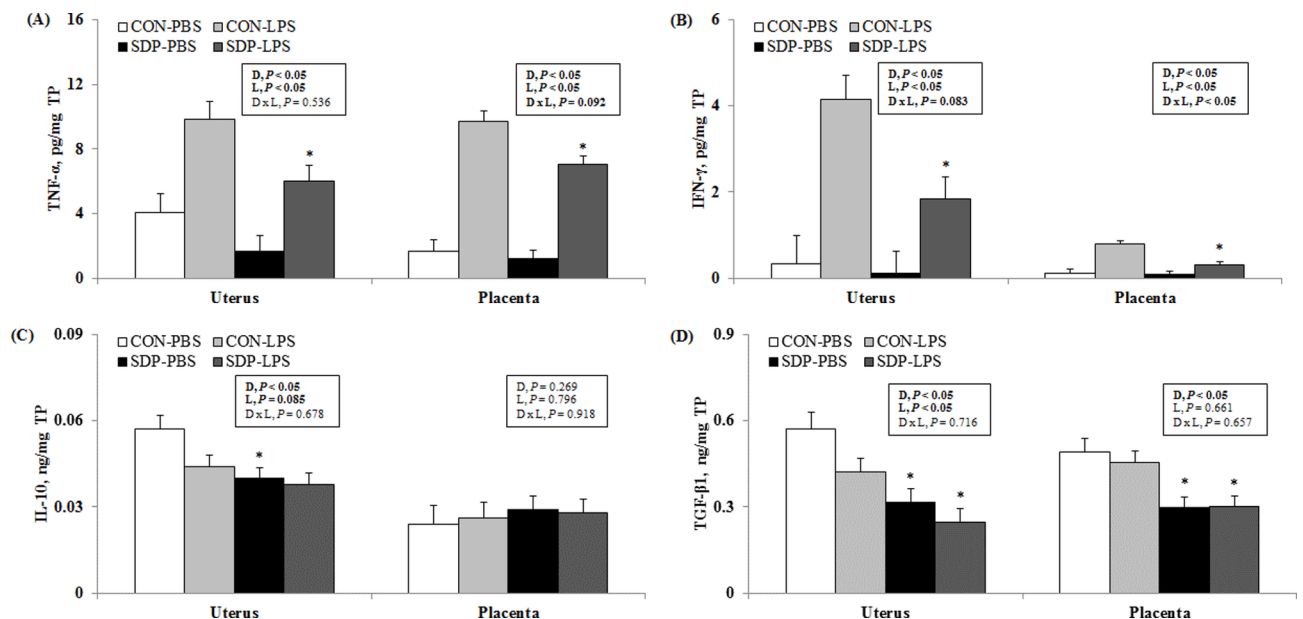 (A)
TNF-α, pg/mg TP
16
12
8
4
0
CON-PBS CON-LPS
SDP-PBS SDP-LPS
D, P < 0.05
L, P < 0.05
D x L, P = 0.536
D, P < 0.05
L, P < 0.05
D x L, P = 0.092
*
*
Uterus Placenta
(B)
IFN-γ, pg/mg TP
6
4
2
0
CON-PBS CON-LPS
SDP-PBS SDP-LPS
D, P < 0.05
L, P < 0.05
D x L, P = 0.083
D, P < 0.05
L, P < 0.05
D x L, P < 0.05
*
*
Uterus Placenta
(C)
IL-10, ng/mg TP
0.09
0.06
0.03
0
CON-PBS CON-LPS
SDP-PBS SDP-LPS
D, P < 0.05
L, P = 0.085
D x L, P = 0.678
D, P = 0.269
L, P = 0.796
D x L, P = 0.918
*
Uterus Placenta
(D)
TGF-β1, ng/mg TP
0.9
0.6
0.3
0
CON-PBS CON-LPS
SDP-PBS SDP-LPS
D, P < 0.05
L, P < 0.05
D x L, P = 0.716
D, P < 0.05
L, P = 0.661
D x L, P = 0.657
* *
* *
Uterus Placenta